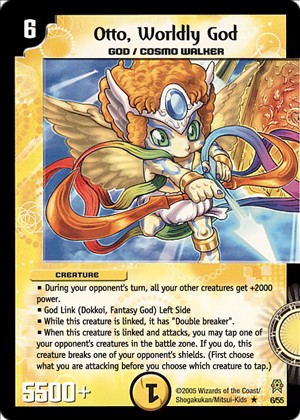 6
Otto, Worldly God
GOD / COSMO WALKER
CREATURE
■ During your opponent's turn, all your other creatures get +2000
power.
■ God Link (Dokkoi, Fantasy God) Left Side
■ While this creature is linked, it has "Double breaker".
■ When this creature is linked and attacks, you may tap one of
your opponent's creatures in the battle zone. If you do, this
creature breaks one of your opponent's shields. (First choose
what you are attacking before you choose which creature to tap.)
5500+
1
©2005 Wizards of the Coast/
Shogakukan/Mitsui-Kids ★ 6/55